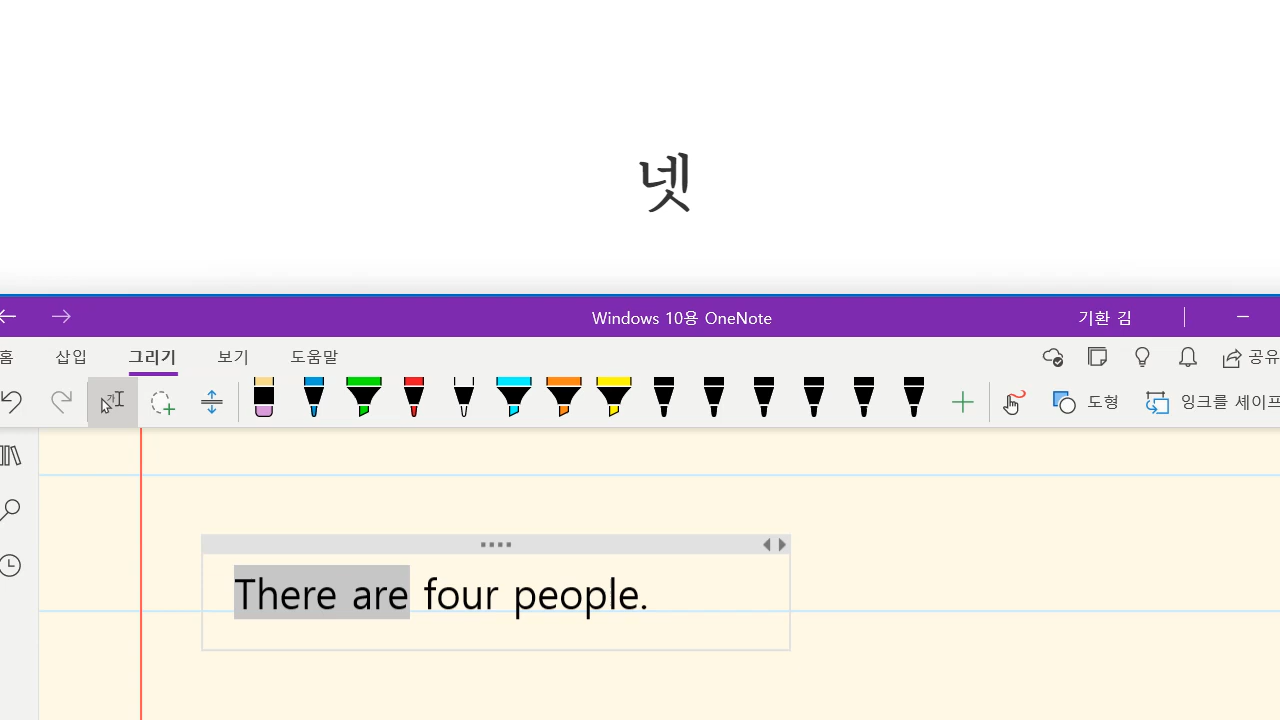 넷
Windows 10용 OneNote
기환 김
홈 삽입 그리기 보기 도움말
공유
가
도형
잉크를 셰이프
There are four people.